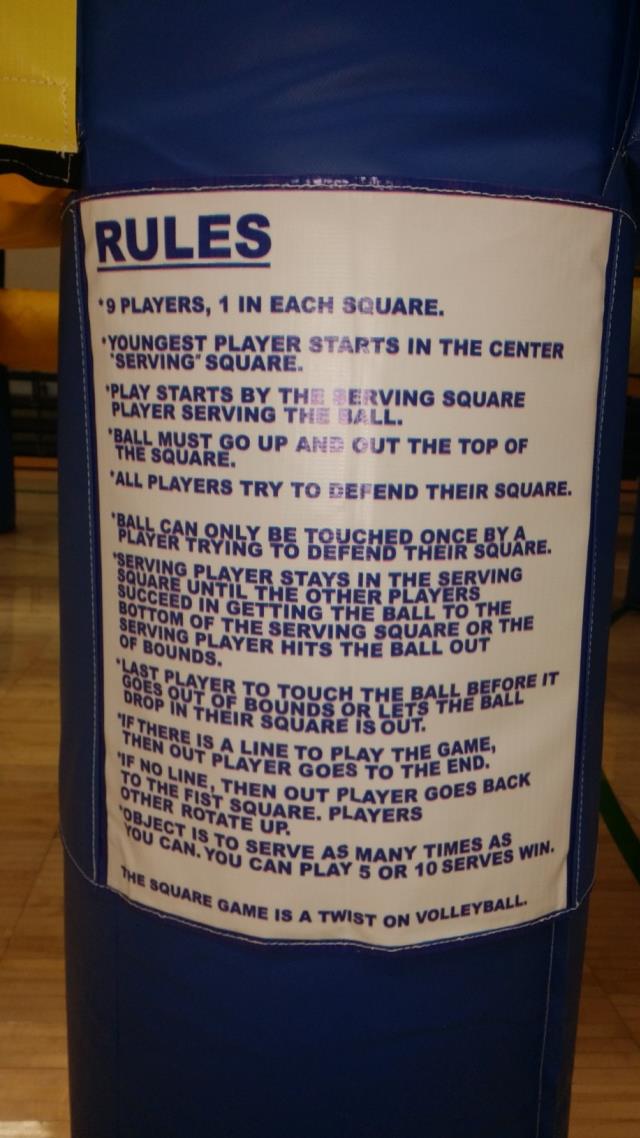 RULES
*9 PLAYERS, 1 IN EACH SQUARE.
*YOUNGEST PLAYER STARTS IN THE CENTER
"SERVING" SQUARE.
*PLAY STARTS BY THE SERVING SQUARE
PLAYER SERVING THE BALL.
*BALL MUST GO UP AND OUT THE TOP OF
THE SQUARE.
*ALL PLAYERS TRY TO DEFEND THEIR SQUARE.
*BALL CAN ONLY BE TOUCHED ONCE BY A
PLAYER TRYING TO DEFEND THEIR SQUARE.
*SERVING PLAYER STAYS IN THE SERVING
SQUARE UNTIL THE OTHER PLAYERS
SUCCEED IN GETTING THE BALL TO THE
BOTTOM OF THE SERVING SQUARE OR THE
SERVING PLAYER HITS THE BALL OUT
OF BOUNDS.
*LAST PLAYER TO TOUCH THE BALL BEFORE IT
GOES OUT OF BOUNDS OR LETS THE BALL
DROP IN THEIR SQUARE IS OUT.
*IF THERE IS A LINE TO PLAY THE GAME,
THEN OUT PLAYER GOES TO THE END.
*IF NO LINE, THEN OUT PLAYER GOES BACK
TO THE FIST SQUARE. PLAYERS
OTHER ROTATE UP.
*OBJECT IS TO SERVE AS MANY TIMES AS
YOU CAN. YOU CAN PLAY 5 OR 10 SERVES WIN.
THE SQUARE GAME IS A TWIST ON VOLLEYBALL.